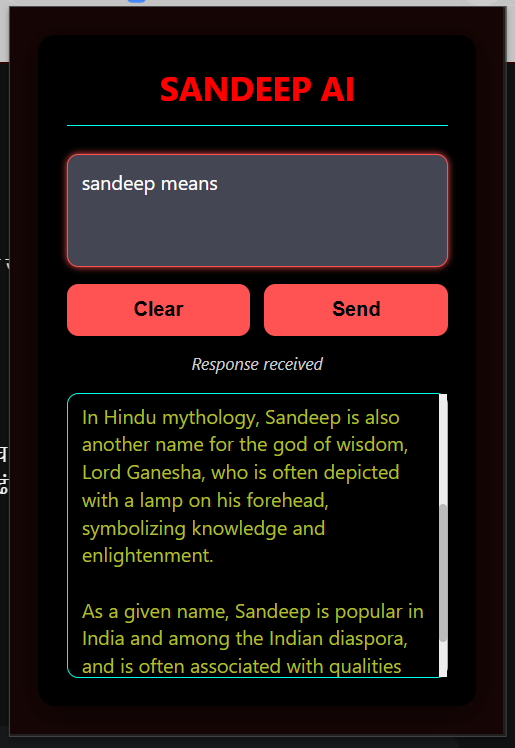 SANDEEP AI
sandeep means
Clear
Send
Response received
In Hindu mythology, Sandeep is also
another name for the god of wisdom,
Lord Ganesha, who is often depicted
with a lamp on his forehead,
symbolizing knowledge and
enlightenment.
As a given name, Sandeep is popular in
India and among the Indian diaspora,
and is often associated with qualities